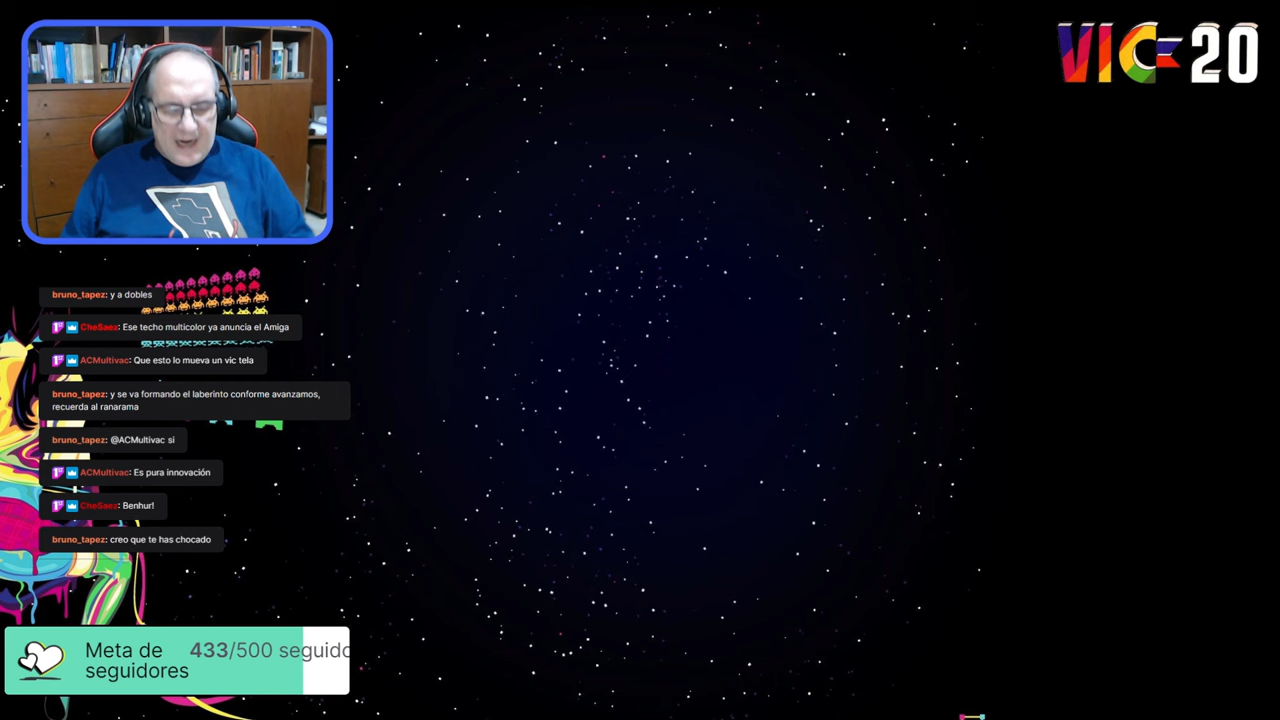 VIC 20
bruno_tapez: y a dobles
CheSaez: Ese techo multicolor ya anuncia el Amiga
ACMultivac: Que esto lo mueva un vic tela
bruno_tapez: y se va formando el laberinto conforme avanzamos,
recuerda al ranarama
bruno_tapez: @ACMultivac si
ACMultivac: Es pura innovación
CheSaez: Benhur!
bruno_tapez: creo que te has chocado
Meta de
seguidores
433/500 seguido